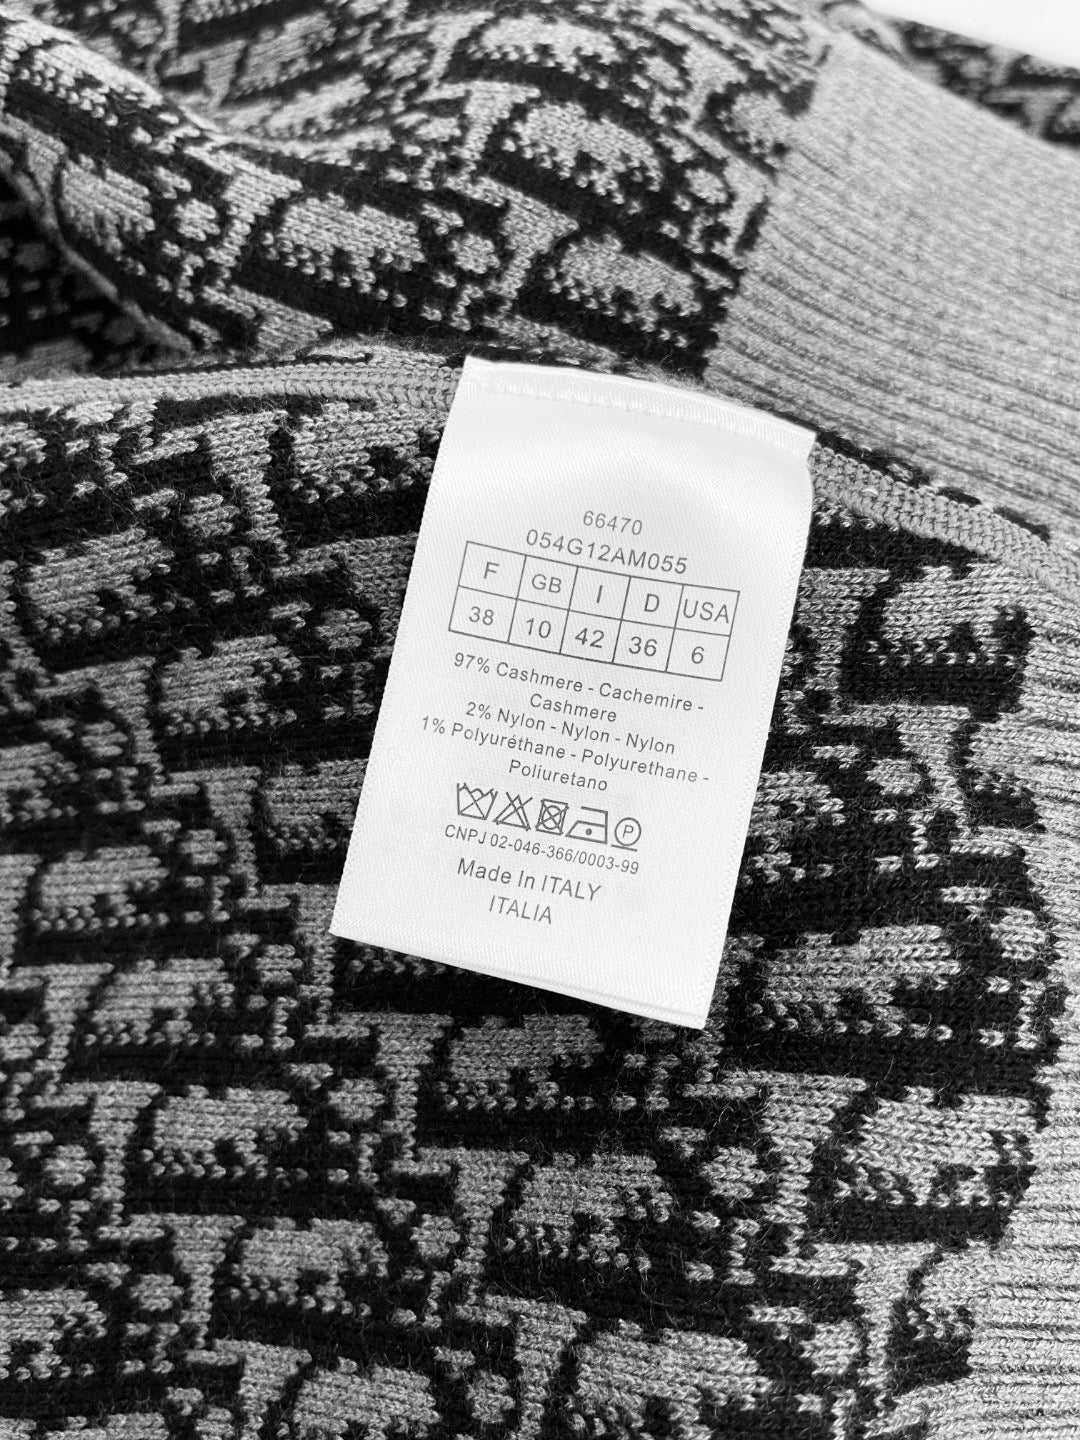 66470
054G12AM055
F GB I D USA
38 10 42 36 6
97% Cashmere - Cachemire -
Cashmere
2% Nylon - Nylon - Nylon
1% Polyuréthane - Polyurethane -
Poliuretano
P
CNPJ 02-046-366/0003-99
Made In ITALY
ITALIA